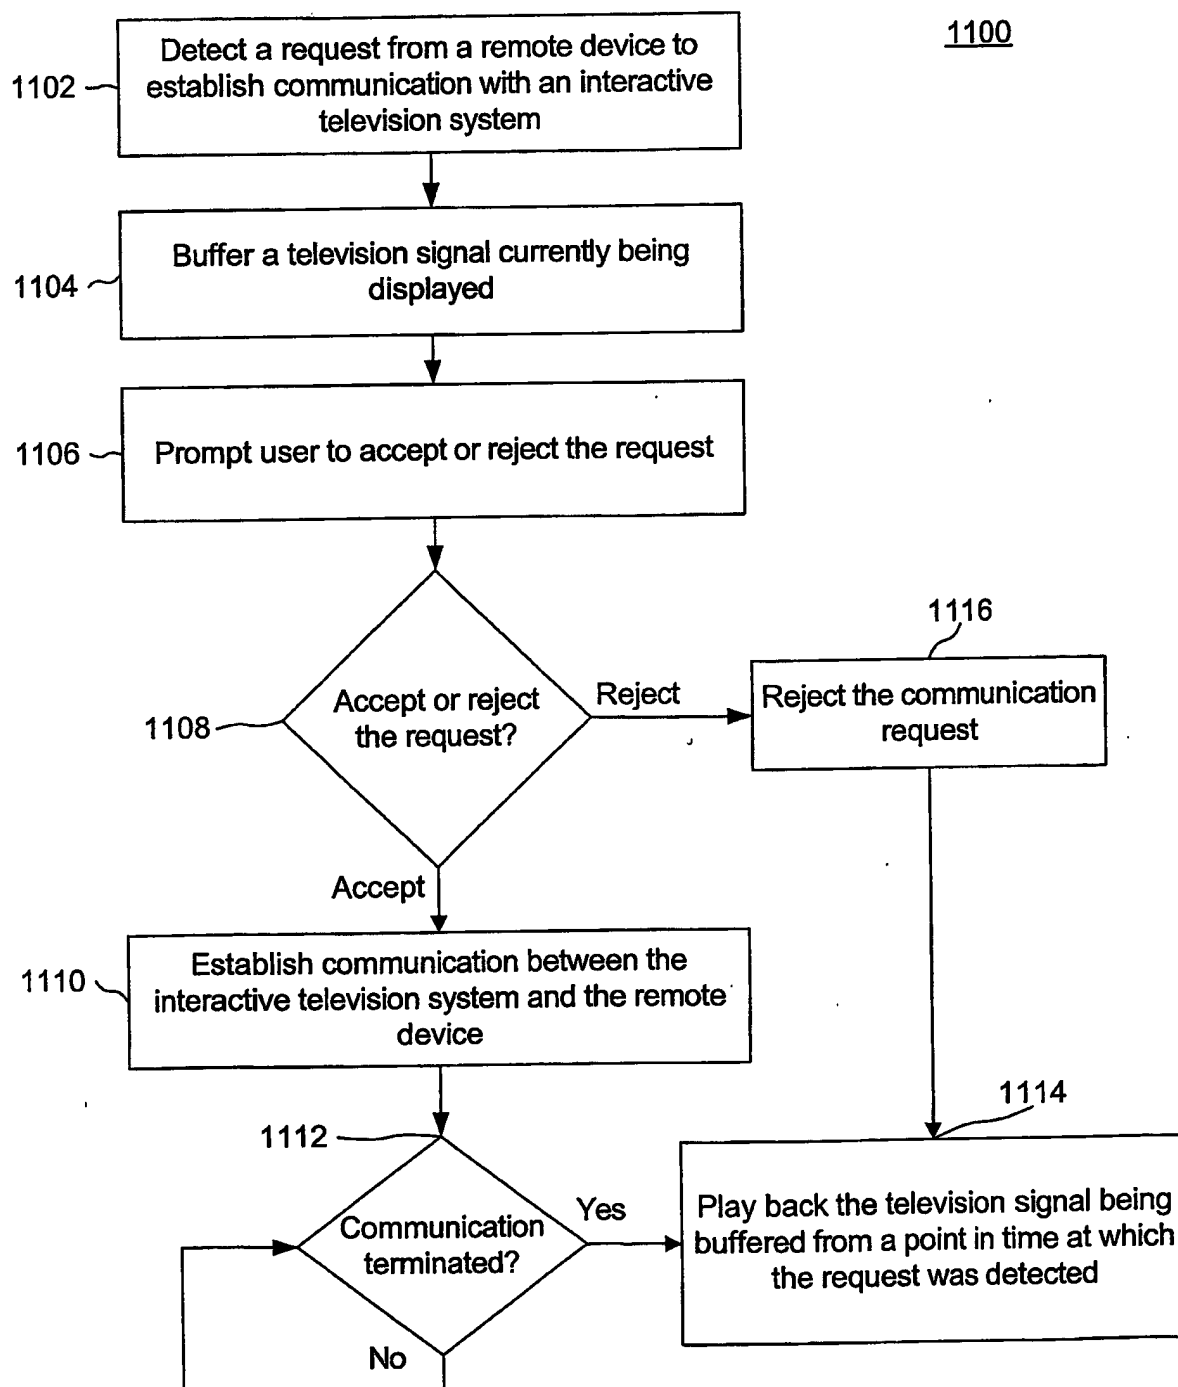 1100
Detect a request from a remote device to
establish communication with an interactive
television system
1102
Buffer a television signal currently being
displayed
1104
Prompt user to accept or reject the request
1106
Accept or reject
the request?
1108
Reject
1116
Reject the communication
request
Accept
Establish communication between the
interactive television system and the remote
device
1110
1112
Communication
terminated?
Yes
1114
Play back the television signal being
buffered from a point in time at which
the request was detected
No